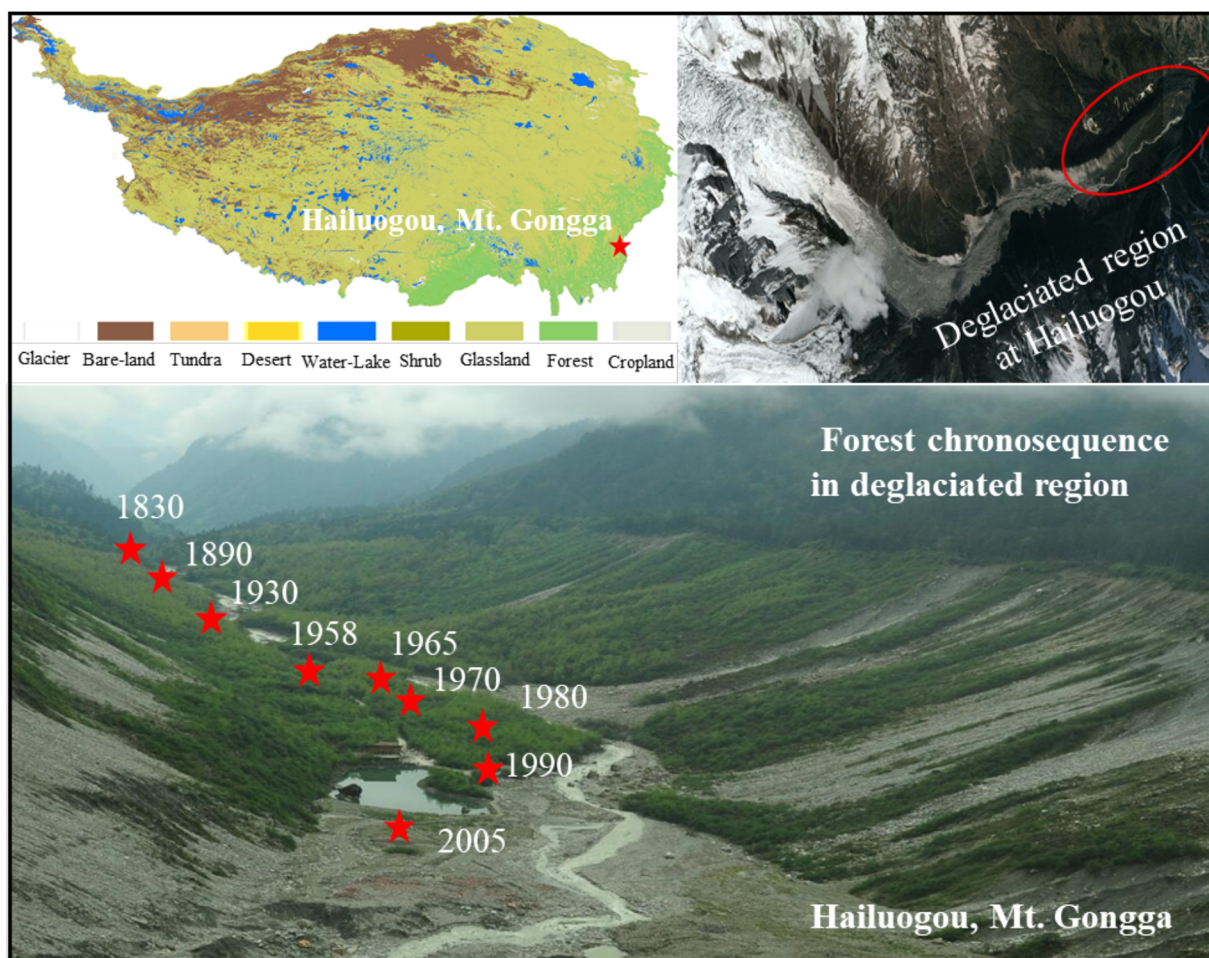 Hailuogou, Mt. Gongga
Glacier Bare-land Tundra Desert Water-Lake Shrub Glassland Forest Cropland
Deglaciated region
at Hailuogou
Forest chronosequence
in deglaciated region
1830
1890
1930
1958
1965
1970
1980
1990
2005
Hailuogou, Mt. Gongga